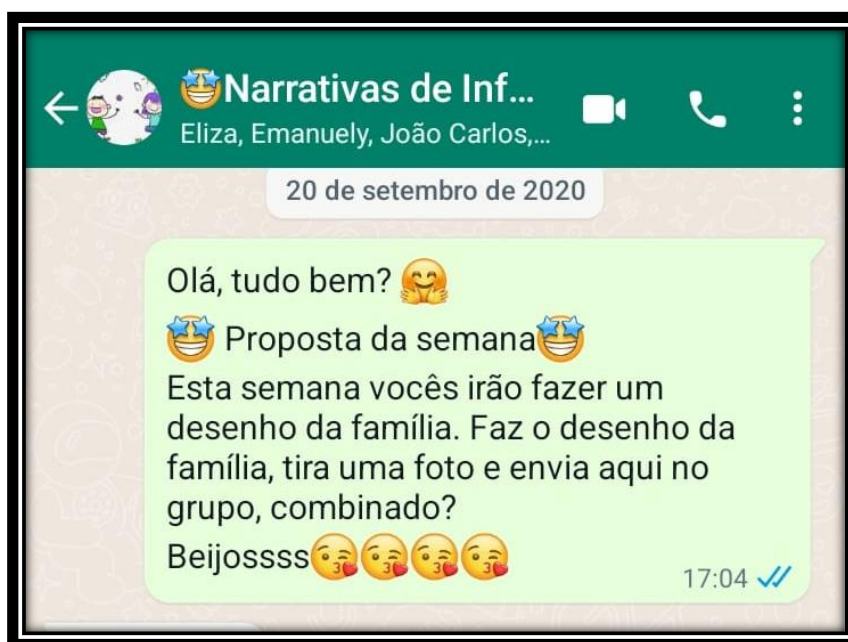 🤩Narrativas de Inf...
Eliza, Emanuely, João Carlos,...
20 de setembro de 2020
Olá, tudo bem? 🤗
🤩 Proposta da semana🤩
Esta semana vocês irão fazer um
desenho da família. Faz o desenho da
família, tira uma foto e envia aqui no
grupo, combinado?
Beijossss😘😘😘😘
17:04